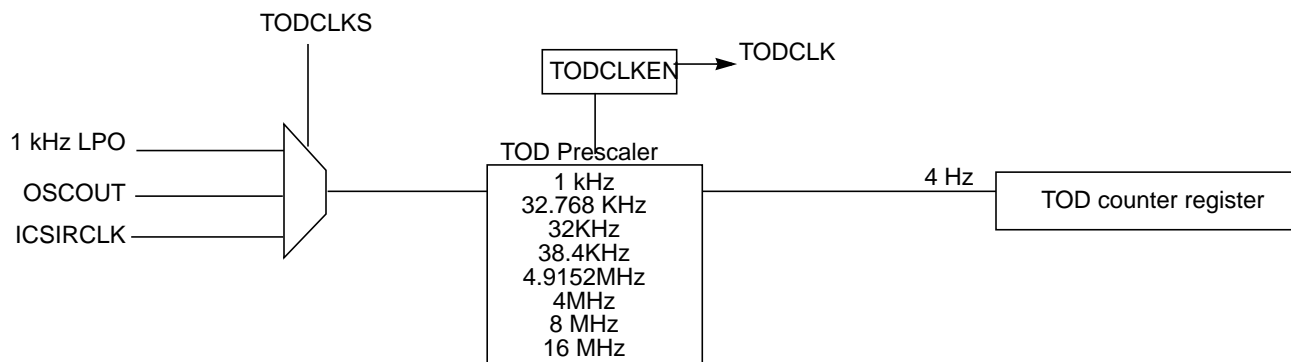 TODCLKS
TODCLKEN
TODCLK
1 kHz LPO
OSCOUT
ICSIRCLK
TOD Prescaler
1 kHz
32.768 KHz
32KHz
38.4KHz
4.9152MHz
4MHz
8 MHz
16 MHz
4 Hz
TOD counter register